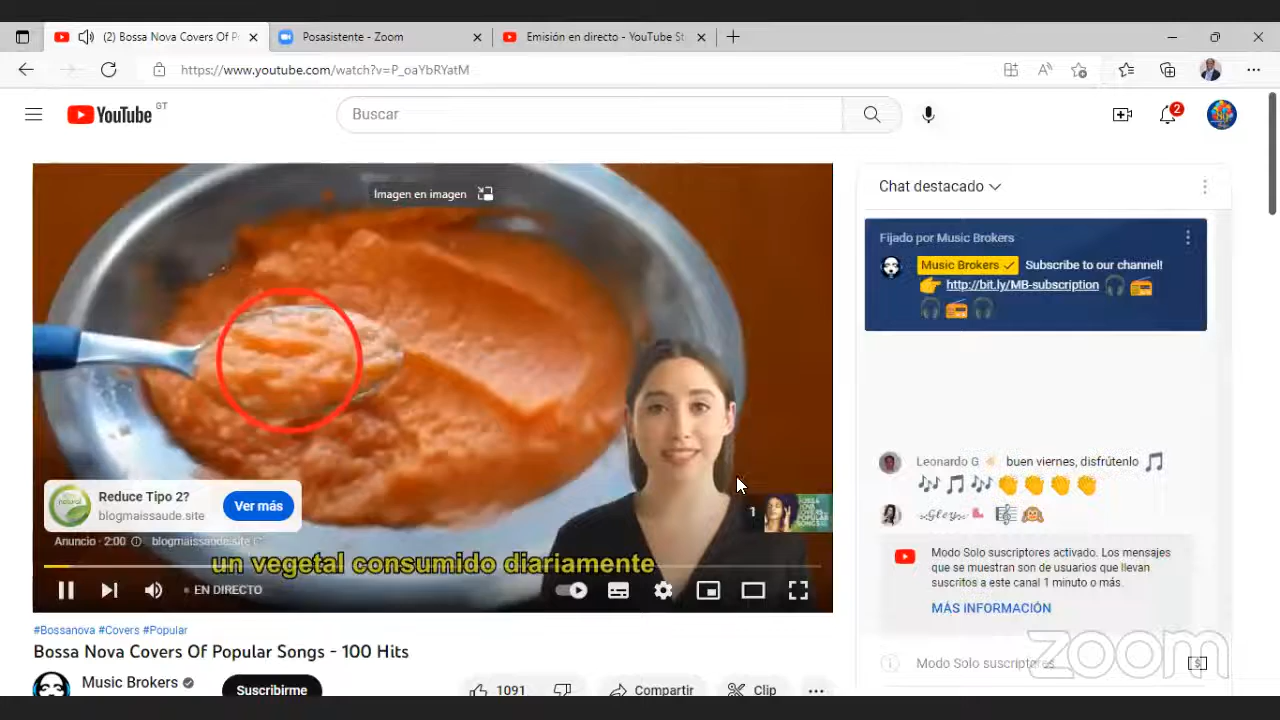 (2) Bossa Nova Covers Of P
Posasistente - Zoom
Emisión en directo - YouTube St
https://www.youtube.com/watch?v=P_oaYbRYatM
YouTube GT
Buscar
2
Imagen en imagen
Chat destacado
Fijado por Music Brokers
Music Brokers Subscribe to our channel!
http://bit.ly/MB-subscription
Leonardo G buen viernes, disfrútenlo
Gley
Reduce Tipo 2?
blogmaissaude.site
Ver más
1
Anuncio · 2:00 blogmaissaude.site
un vegetal consumido diariamente
EN DIRECTO
Modo Solo suscriptores activado. Los mensajes
que se muestran son de usuarios que llevan
suscritos a este canal 1 minuto o más.
MÁS INFORMACIÓN
#Bossanova #Covers #Popular
Bossa Nova Covers Of Popular Songs - 100 Hits
Modo Solo suscriptores
zoom
Music Brokers
Suscribirme
1091
Compartir
Clip